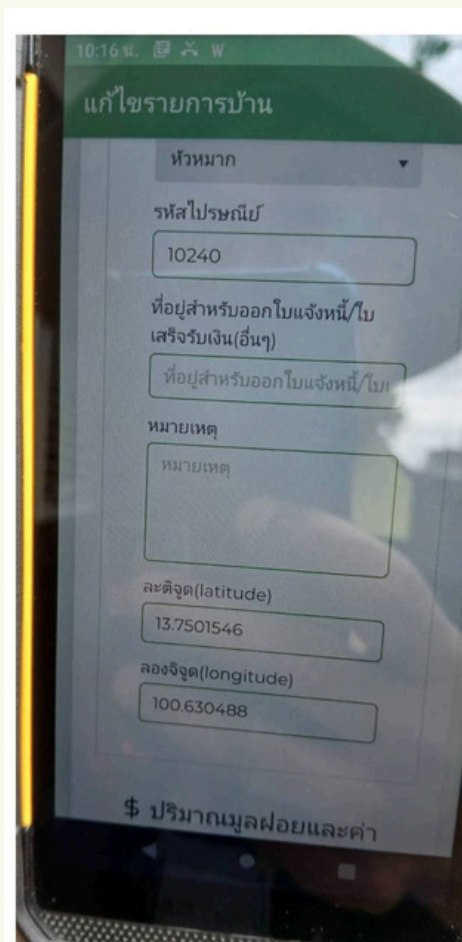 10:16 น. W
แก้ไขรายการบ้าน
หัวหมาก
รหัสไปรษณีย์
10240
ที่อยู่สำหรับออกใบแจ้งหนี้/ใบ
เสร็จรับเงิน(อื่นๆ)
ที่อยู่สำหรับออกใบแจ้งหนี้/ใบเ
หมายเหตุ
หมายเหตุ
ละติจูด(latitude)
13.7501546
ลองจิจูด(longitude)
100.630488
$ ปริมาณมูลฝอยและค่า